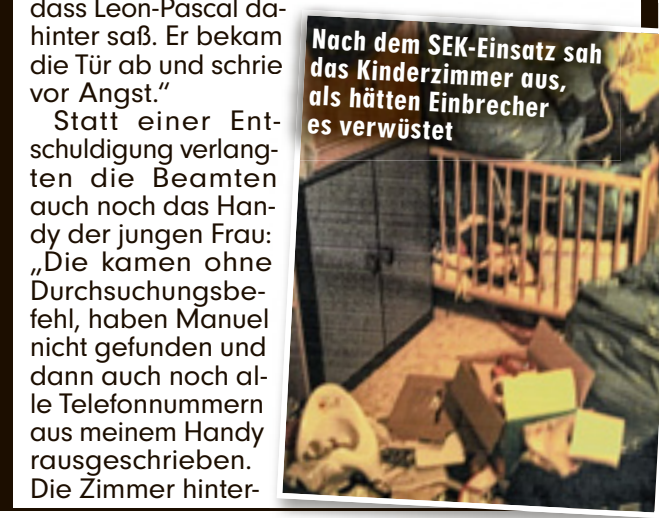 dass Leon-Pascal da-
hinter saß. Er bekam
die Tür ab und schrie
vor Angst.“
Statt einer Ent-
schuldigung verlang-
ten die Beamten
auch noch das Han-
dy der jungen Frau:
„Die kamen ohne
Durchsuchungsbe-
fehl, haben Manuel
nicht gefunden und
dann auch noch al-
le Telefonnummern
aus meinem Handy
rausgeschrieben.
Die Zimmer hinter-
Nach dem SEK-Einsatz sah
das Kinderzimmer aus,
als hätten Einbrecher
es verwüstet